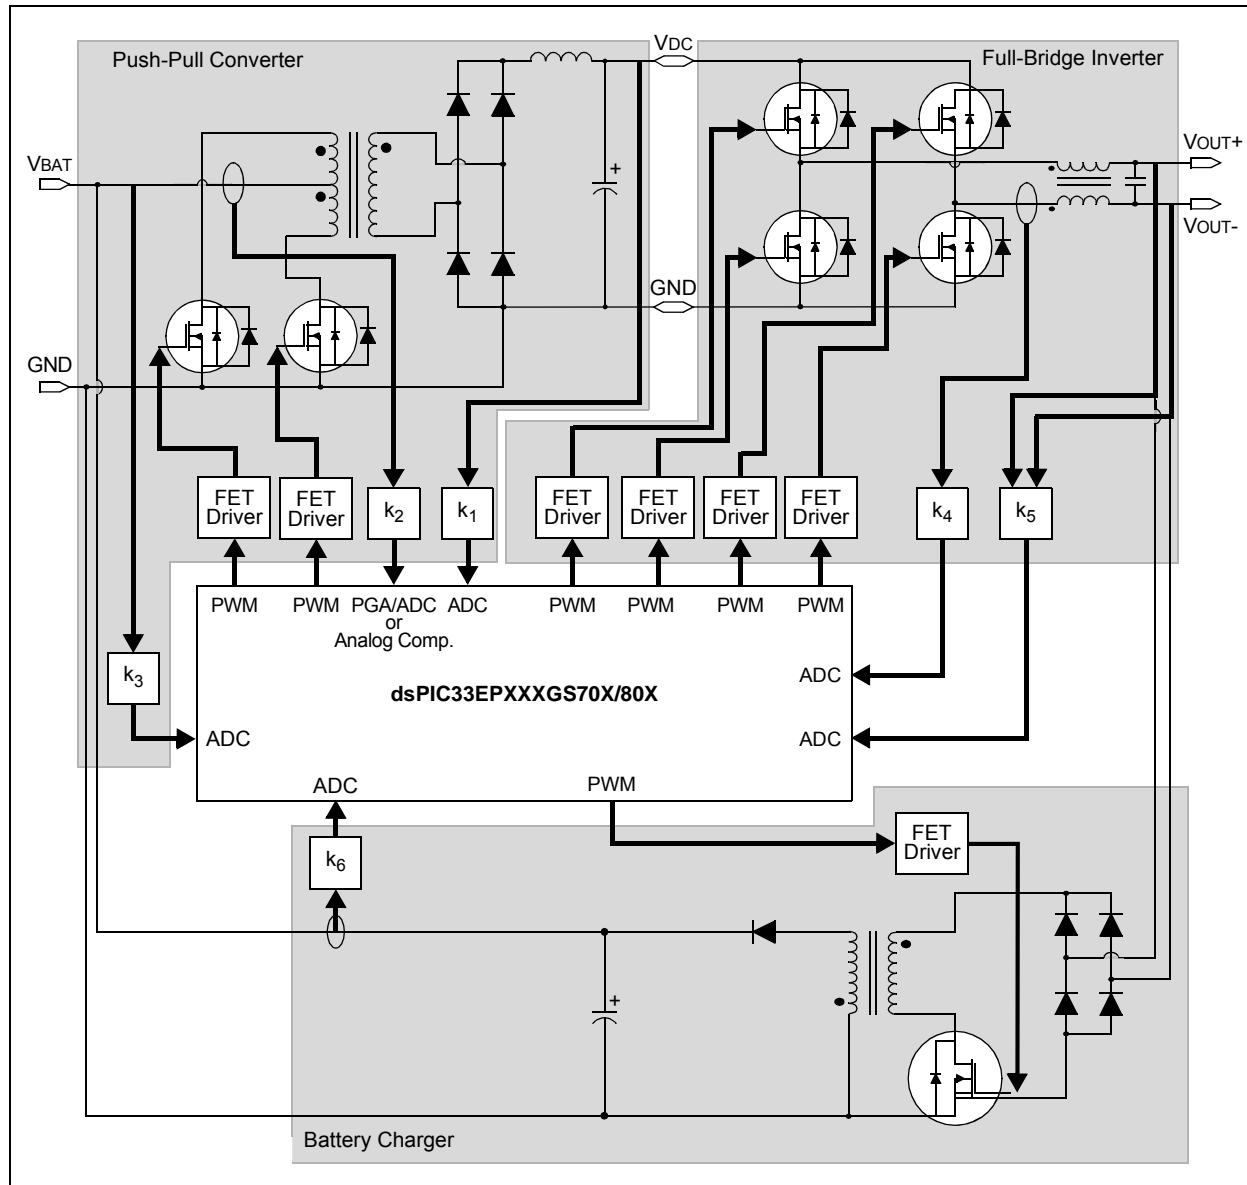 Push-Pull Converter
VDC
Full-Bridge Inverter
+
VBAT
VOUT+
VOUT-
GND
GND
FET
Driver
FET
Driver
k2
k1
FET
Driver
FET
Driver
FET
Driver
FET
Driver
k4
k5
PWM
PWM
PGA/ADC
or
Analog Comp.
ADC
PWM
PWM
PWM
PWM
k3
ADC
dsPIC33EPXXXGS70X/80X
ADC
ADC
ADC
PWM
k6
FET
Driver
+
Battery Charger